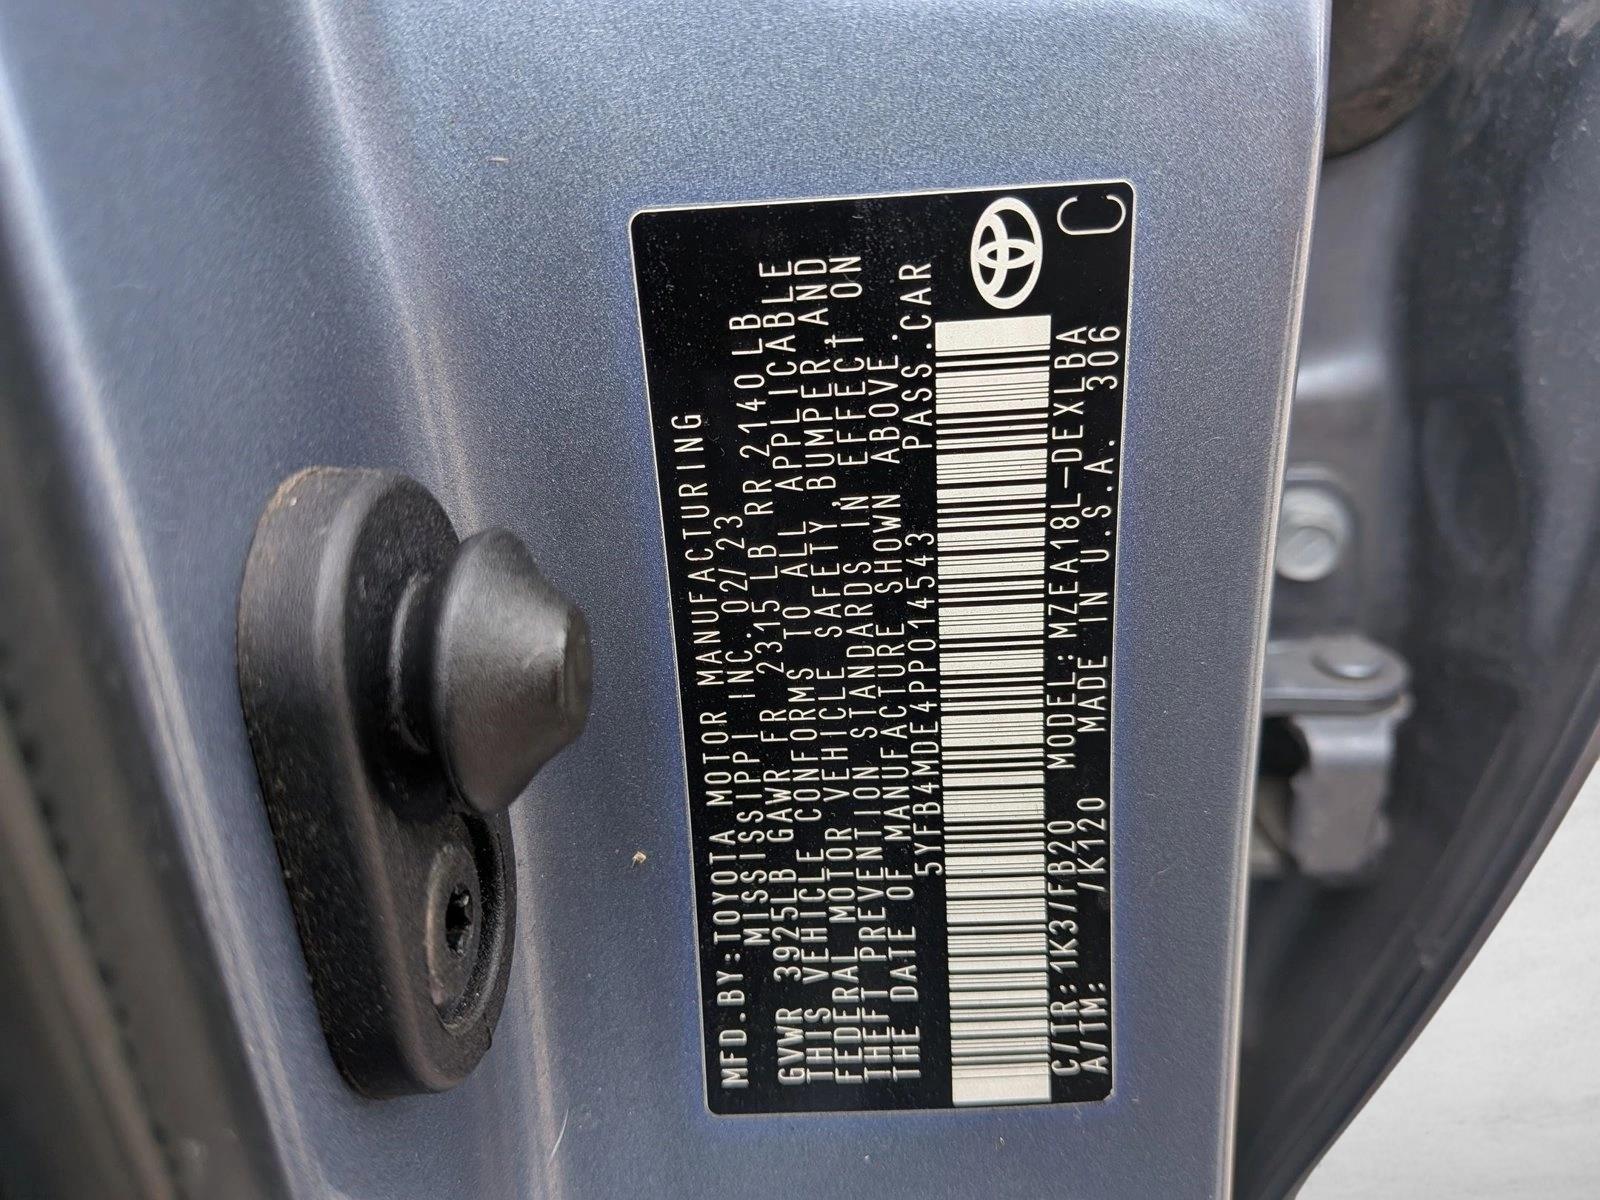 MFD.BY:TOYOTA MOTOR MANUFACTURING
MISSISSIPPI INC. 02/23
GVWR 3925LB GAWR FR 2315 LB RR 2140LB
THIS VEHICLE CONFORMS TO ALL APPLICABLE
FEDERAL MOTOR VEHICLE SAFETY, BUMPER, AND
THEFT PREVENTION STANDARDS IN EFFECT ON
THE DATE OF MANUFACTURE SHOWN ABOVE.
5YFB4MDE4PP014543 PASS.CAR
C/TR:1K3/FB20 MODEL:MZEA18L-DEXLBA
A/TM: /K120 MADE IN U.S.A. 306
C